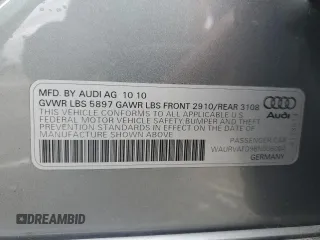 MFD. BY AUDI AG 10 10
GVWR LBS 5897 GAWR LBS FRONT 2910/REAR 3108
THIS VEHICLE CONFORMS TO ALL APPLICABLE U.S.
FEDERAL MOTOR VEHICLE SAFETY, BUMPER AND THEFT
PREVENTION STANDARDS IN EFFECT ON THE DATE OF
MANUFACTURE SHOWN ABOVE.
Audi
PASSENGER CAR
GERMANY
DREAMBID